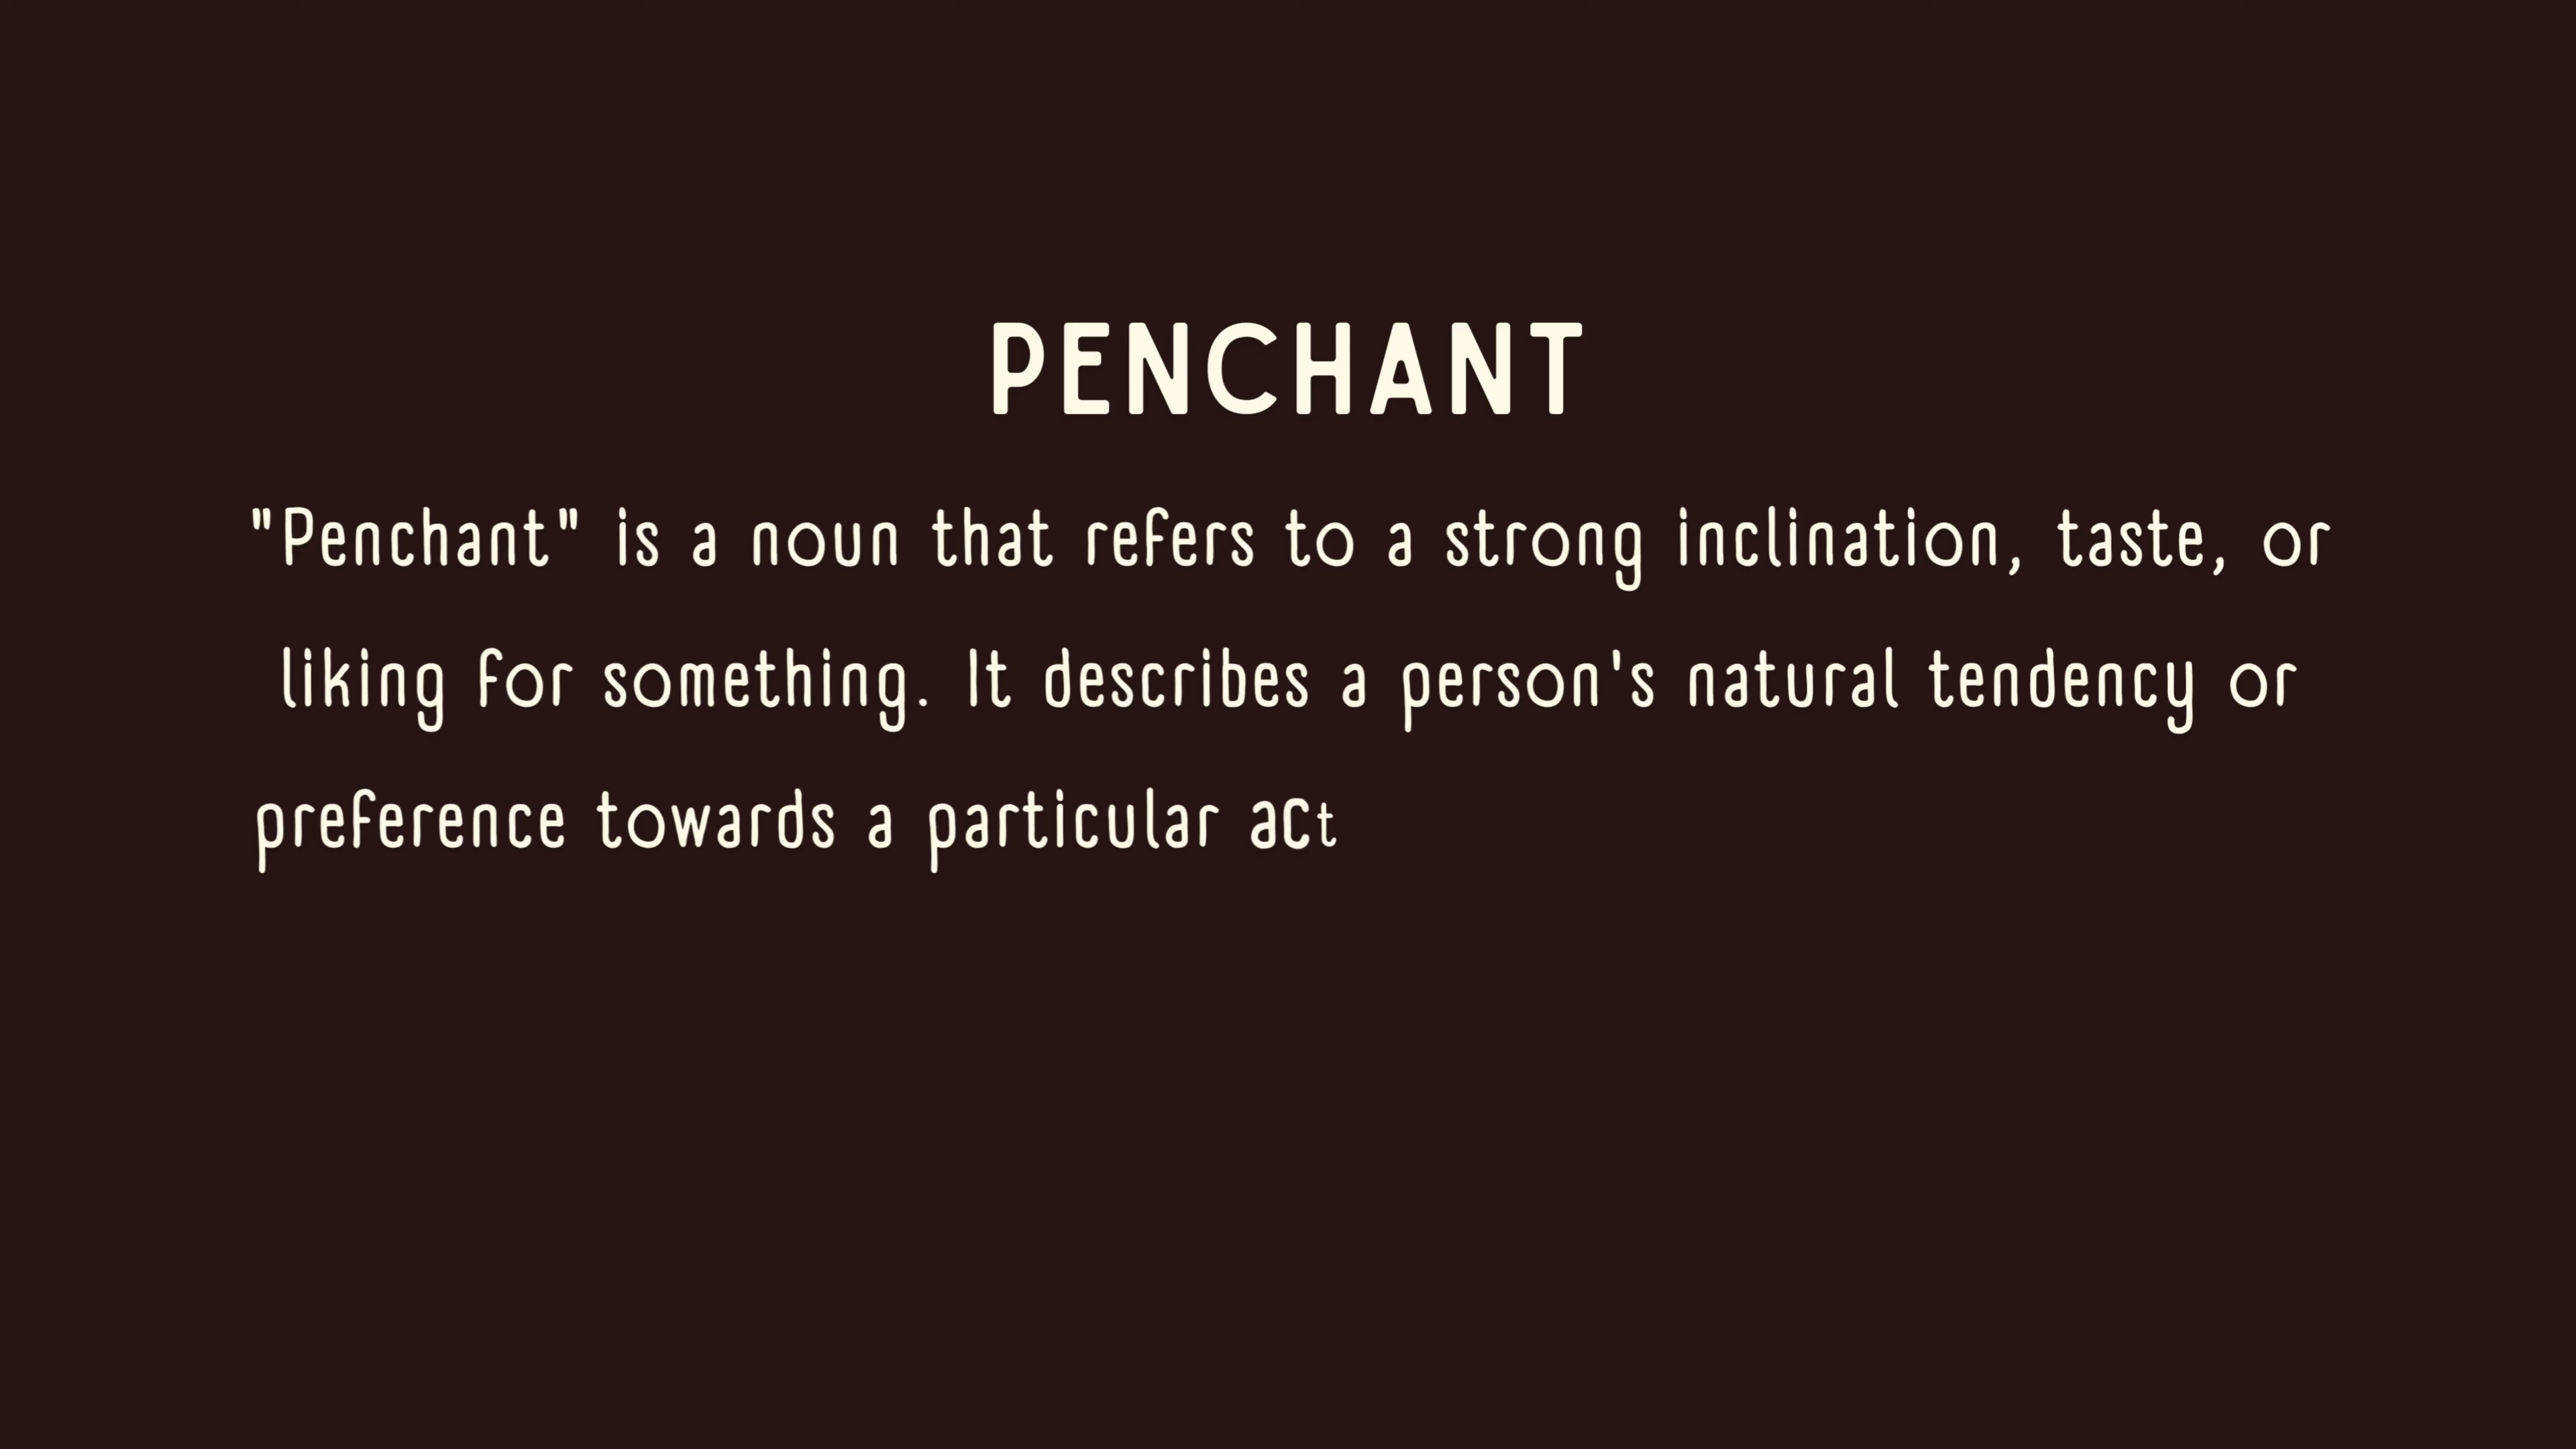 PENCHANT
"Penchant" is a noun that refers to a strong inclination, taste, or
liking for something. It describes a person's natural tendency or
preference towards a particular act